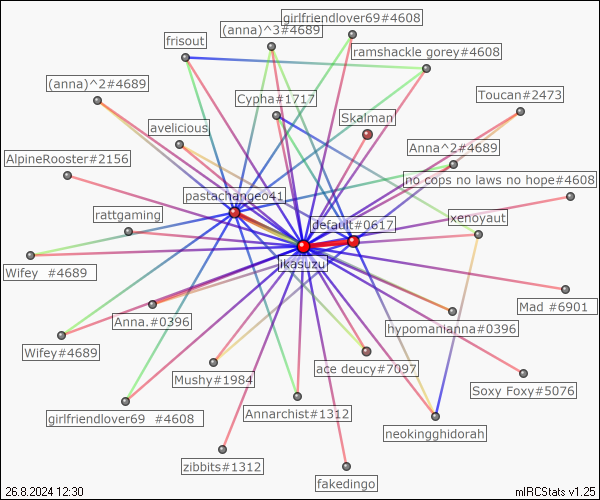 girlfriendlover69#4608
(anna)^3#4689
frisout
ramshackle gorey#4608
(anna)^2#4689
Cypha#1717
Toucan#2473
Skalman
avelicious
Anna^2#4689
AlpineRooster#2156
no cops no laws no hope#4608
pastachangeo41
rattgaming
default#0617
xenoyaut
ikasuzu
Wifey #4689
Mad #6901
Anna.#0396
hypomanianna#0396
Wifey#4689
ace deucy#7097
Mushy#1984
Soxy Foxy#5076
girlfriendlover69 #4608
Annarchist#1312
neokingghidorah
zibbits#1312
fakedingo
26.8.2024 12:30
mIRCStats v1.25